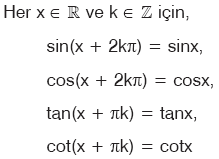 Her x ∈ ℝ ve k ∈ ℤ için,
sin(x + 2kπ) = sinx,
cos(x + 2kπ) = cosx,
tan(x + πk) = tanx,
cot(x + πk) = cotx